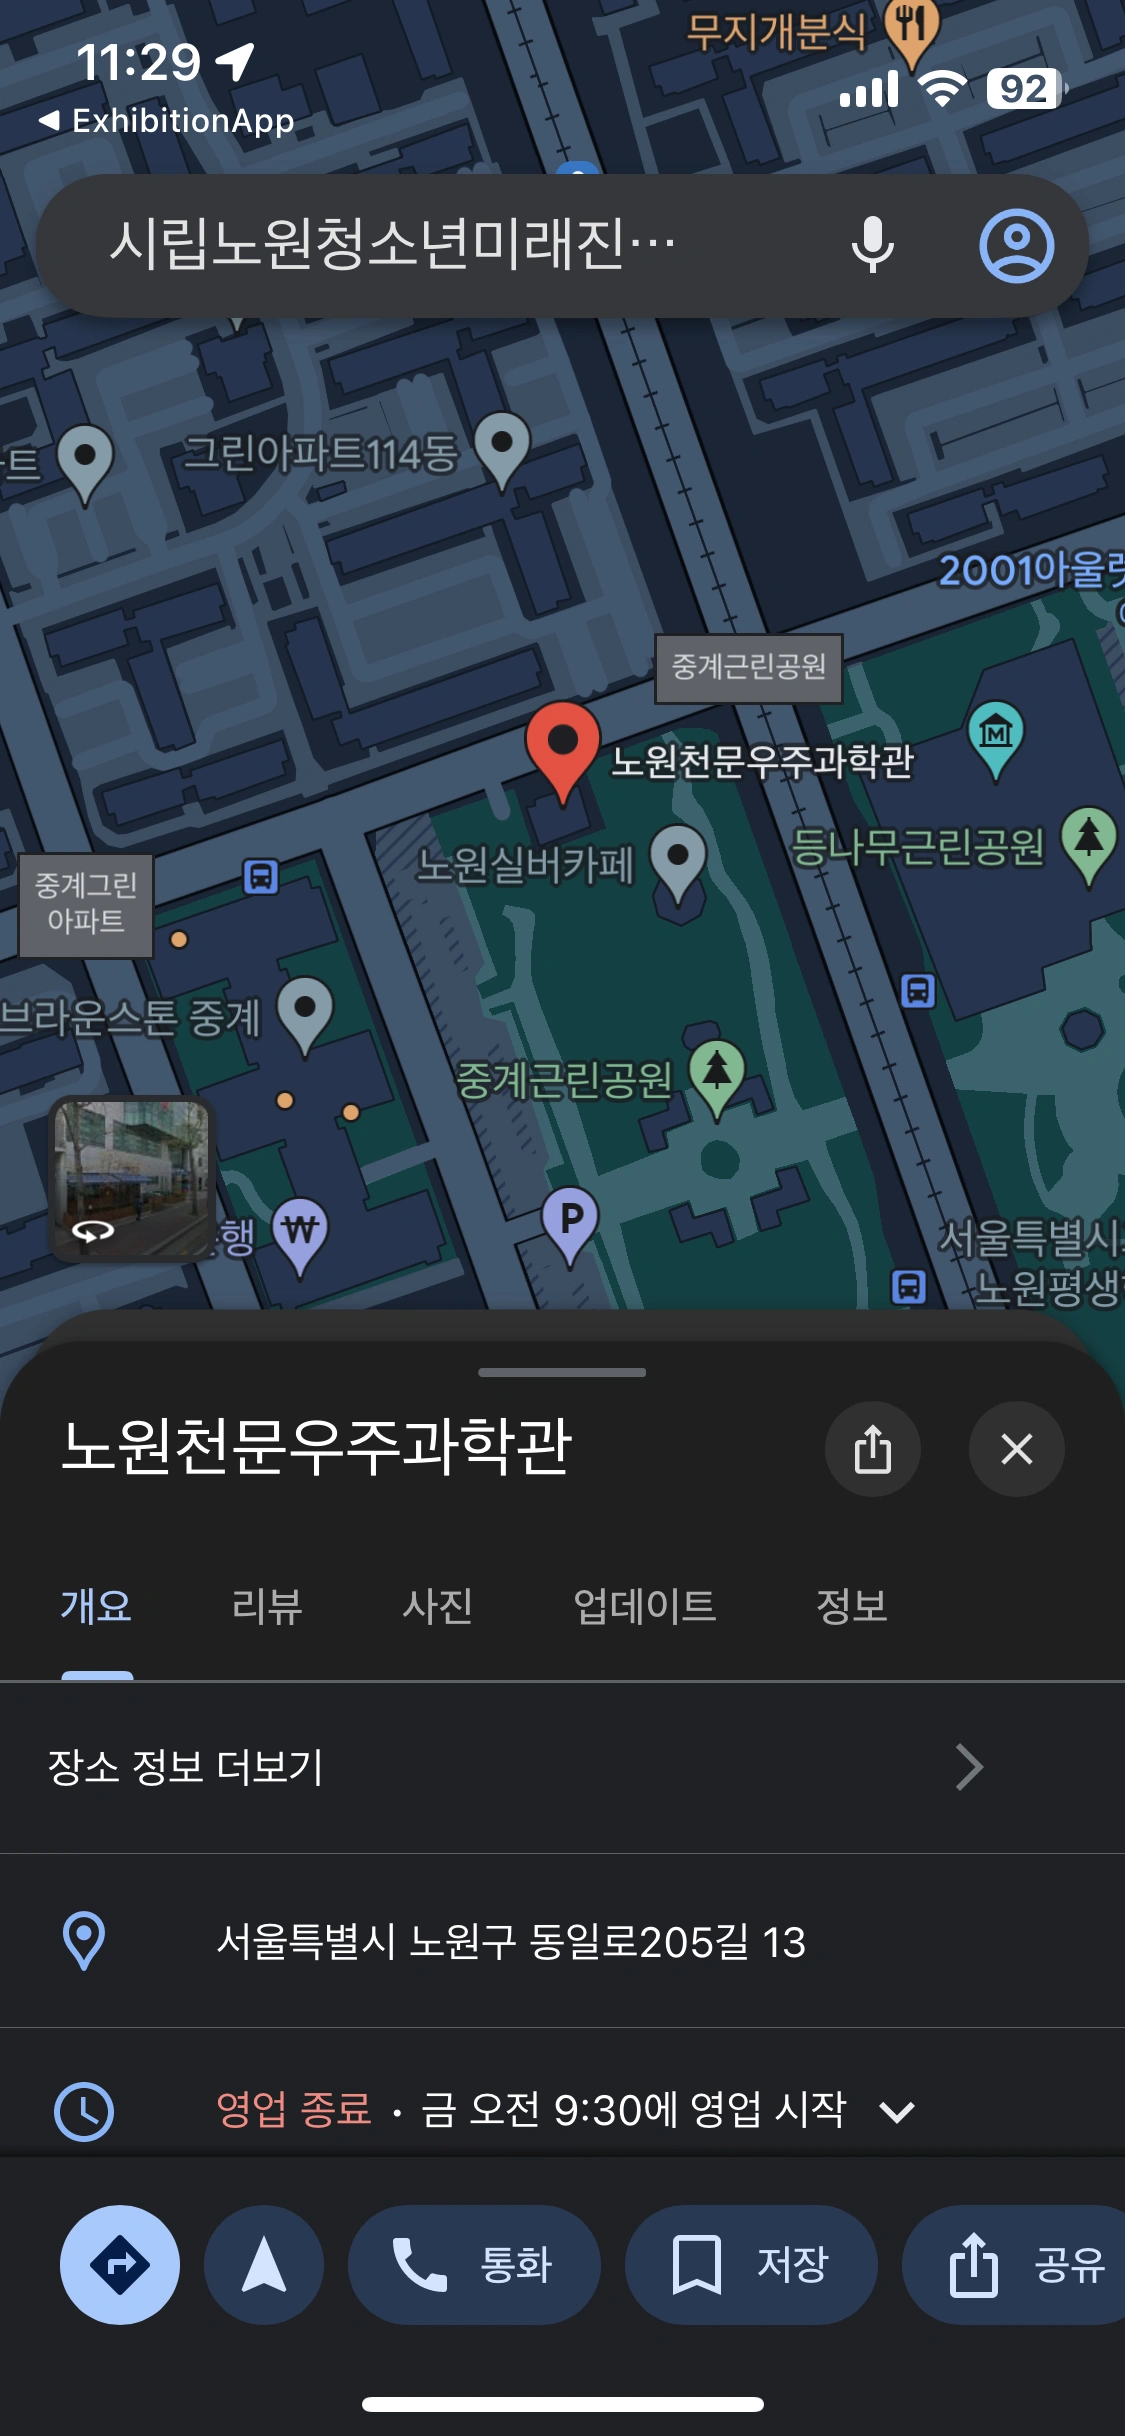 무지개분식
11:29
92
ExhibitionApp
시립노원청소년미래진…
트
그린아파트114동
2001아울렛
중계근린공원
노원천문우주과학관
노원실버카페
등나무근린공원
중계그린
아파트
브라운스톤 중계
중계근린공원
P
행
서울특별시
노원평생
노원천문우주과학관
개요
리뷰
사진
업데이트
정보
장소 정보 더보기
서울특별시 노원구 동일로205길 13
영업 종료 · 금 오전 9:30에 영업 시작
통화
저장
공유